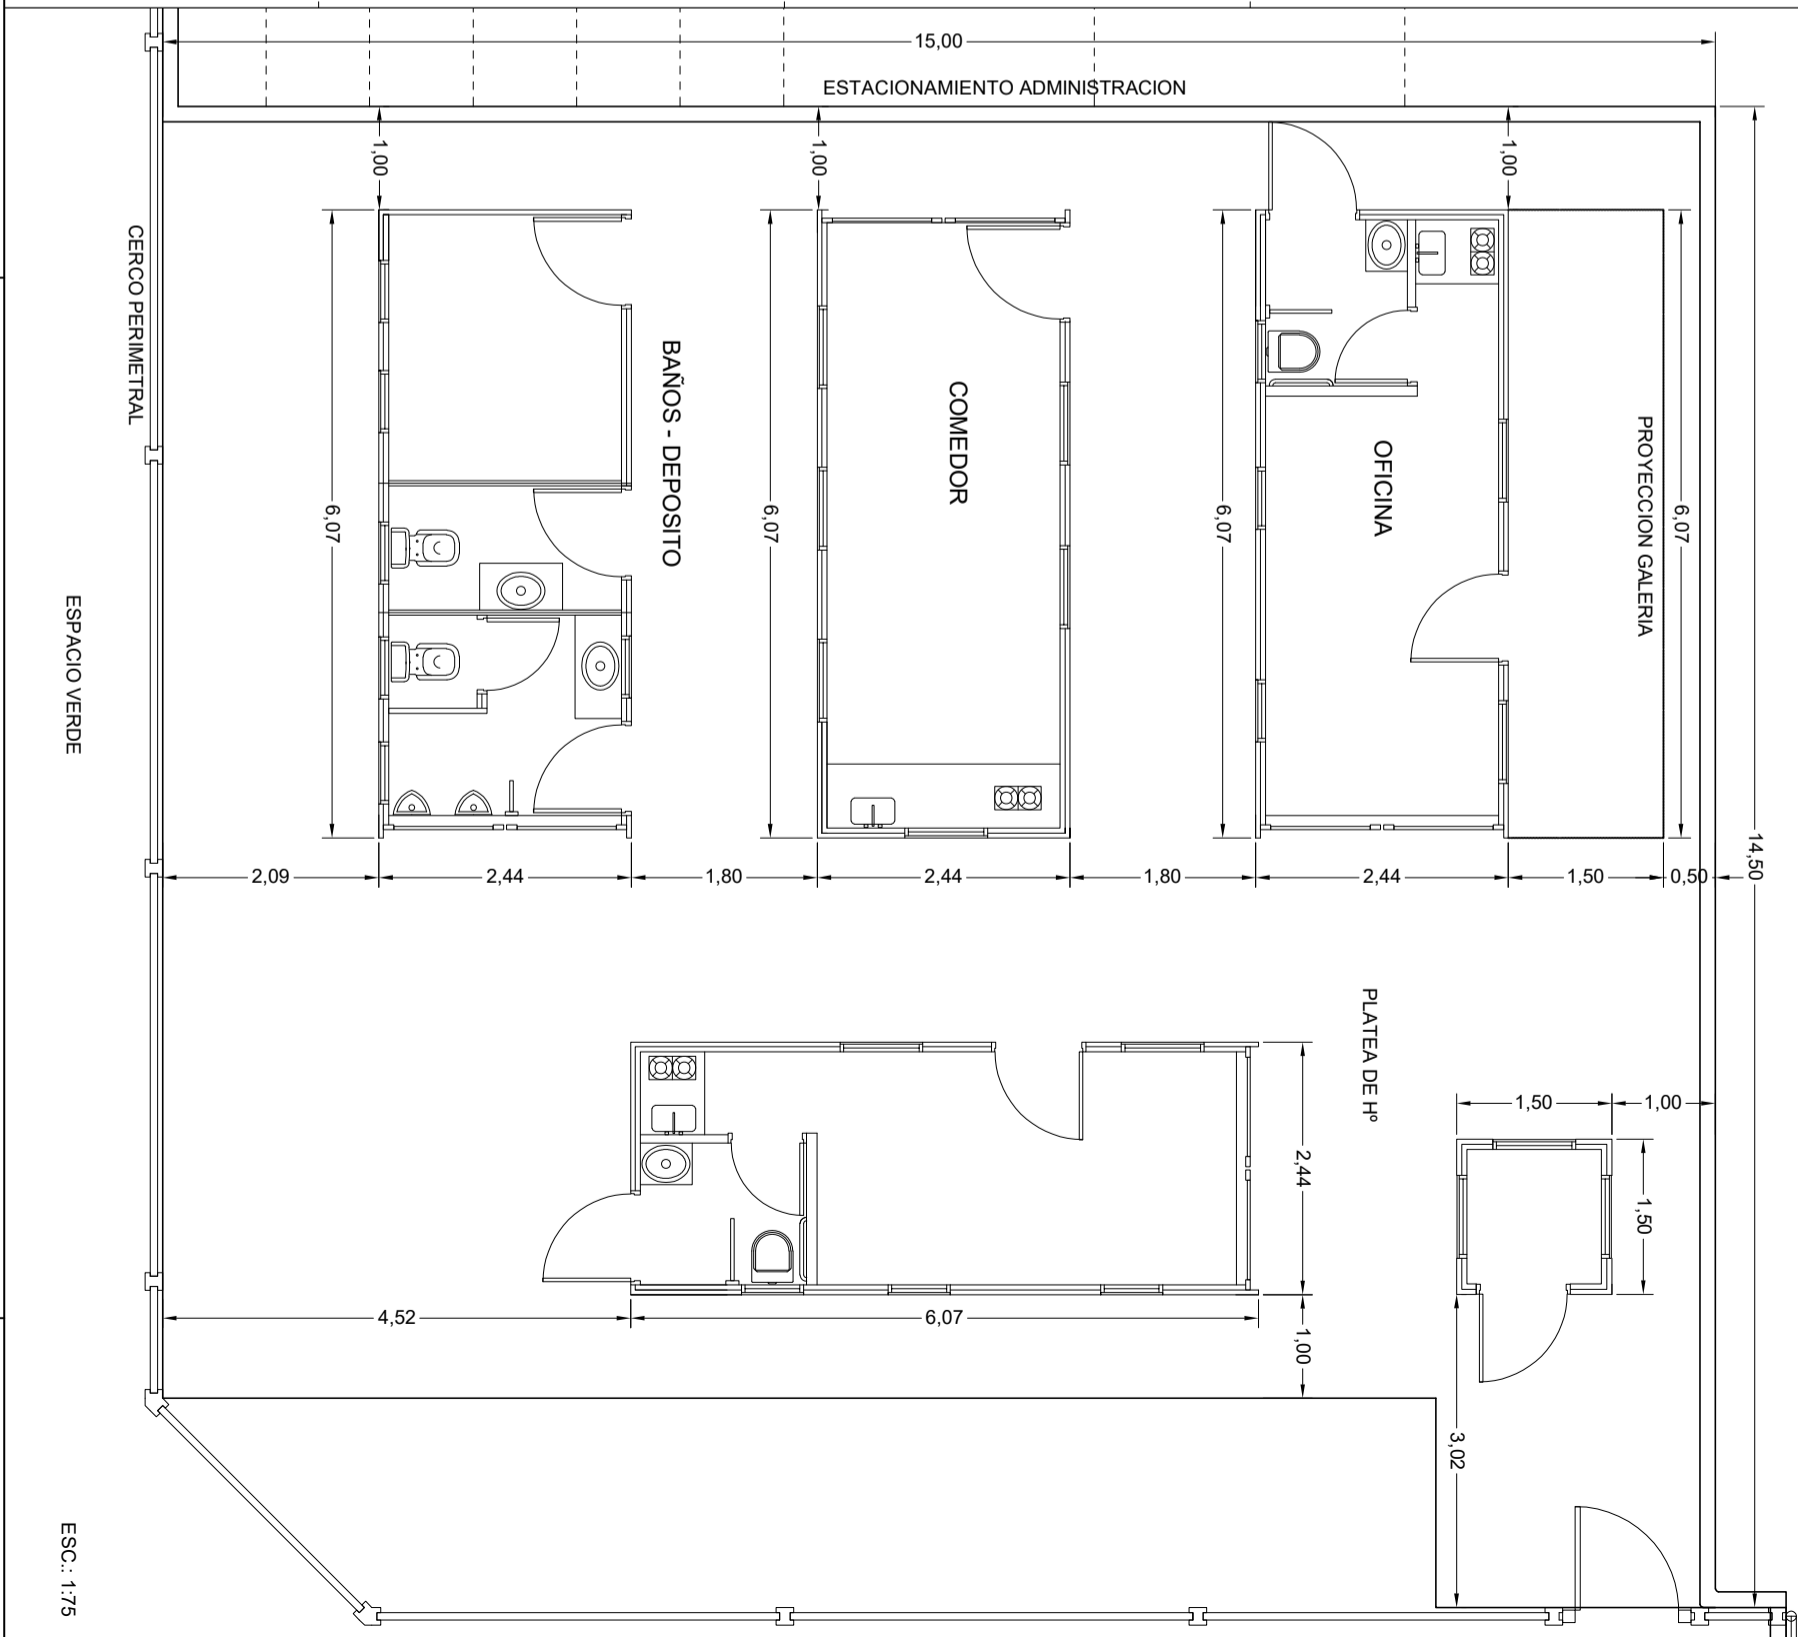 15,00
ESTACIONAMIENTO ADMINISTRACION
1,00
1,00
1,00
CERCO PERIMETRAL
BAÑOS - DEPOSITO
COMEDOR
OFICINA
PROYECCION GALERIA
6,07
6,07
6,07
6,07
ESPACIO VERDE
14,50
2,09
2,44
1,80
2,44
1,80
2,44
1,50
0,50
PLATEA DE Hº
1,50
1,00
2,44
1,50
4,52
6,07
1,00
3,02
ESC.: 1:75